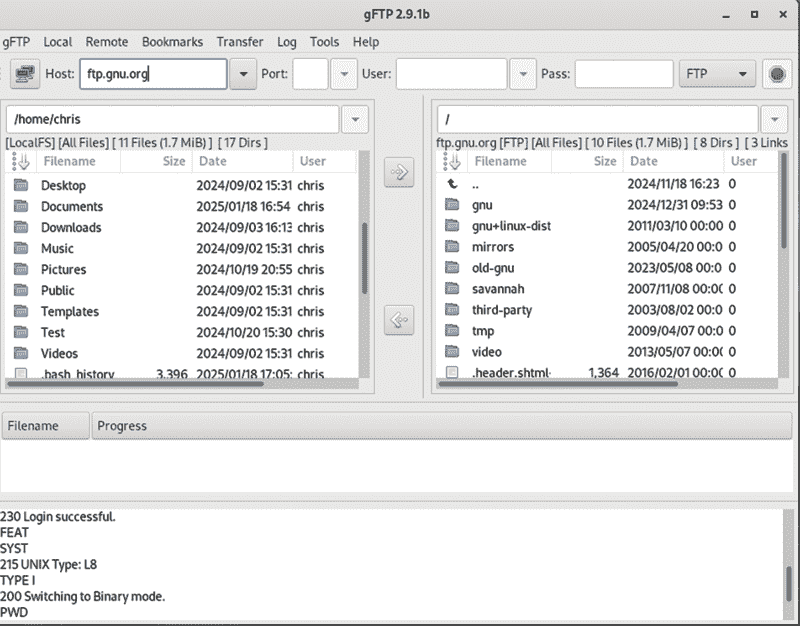 gFTP 2.9.1b
gFTP Local Remote Bookmarks Transfer Log Tools Help
Host: ftp.gnu.org Port: User: Pass: FTP
/home/chris
[LocalFS] [All Files] [ 11 Files (1.7 MiB) ] [ 17 Dirs ]
Filename Size Date User
Desktop 2024/09/02 15:31 chris
Documents 2025/01/18 16:54 chris
Downloads 2024/09/03 16:13 chris
Music 2024/09/02 15:31 chris
Pictures 2024/10/19 20:55 chris
Public 2024/09/02 15:31 chris
Templates 2024/09/02 15:31 chris
Test 2024/10/20 15:30 chris
Videos 2024/09/02 15:31 chris
.bash_history 3,396 2025/01/18 17:05: chris
/
ftp.gnu.org [FTP] [All Files] [ 10 Files (1.7 MiB) ] [ 8 Dirs ] [ 3 Links
Filename Size Date User
.. 2024/11/18 16:23 0
gnu 2024/12/31 09:53 0
gnu+linux-dist 2011/03/10 00:00 0
mirrors 2005/04/20 00:0 0
old-gnu 2023/05/08 00:0 0
savannah 2007/11/08 00:0 0
third-party 2003/08/02 00:0 0
tmp 2009/04/07 00:0 0
video 2013/05/07 00:0 0
.header.shtml- 1,364 2016/02/01 00:0 0
Filename Progress
230 Login successful.
FEAT
SYST
215 UNIX Type: L8
TYPE I
200 Switching to Binary mode.
PWD